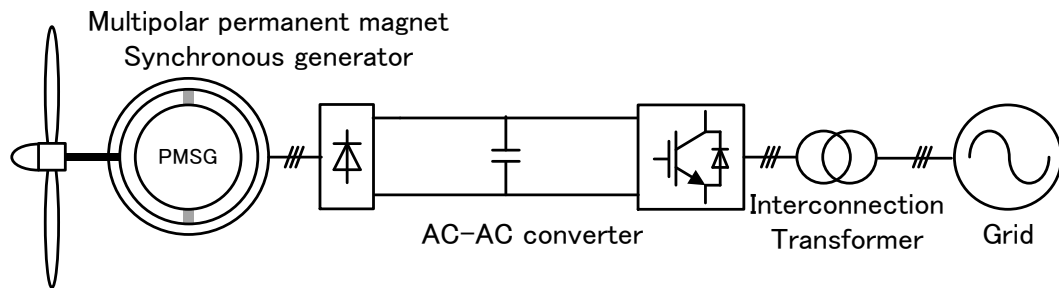 Multipolar permanent magnet
Synchronous generator
PMSG
AC-AC converter
Interconnection
Transformer
Grid